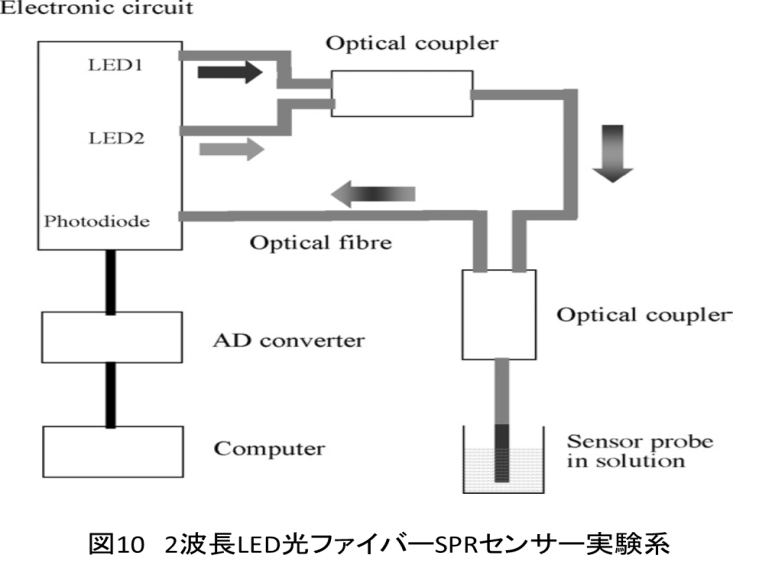 Electronic circuit
Optical coupler
LED1
LED2
Photodiode
Optical fibre
Optical coupler
AD converter
Computer
Sensor probe
in solution
図10 2波長LED光ファイバーSPRセンサー実験系